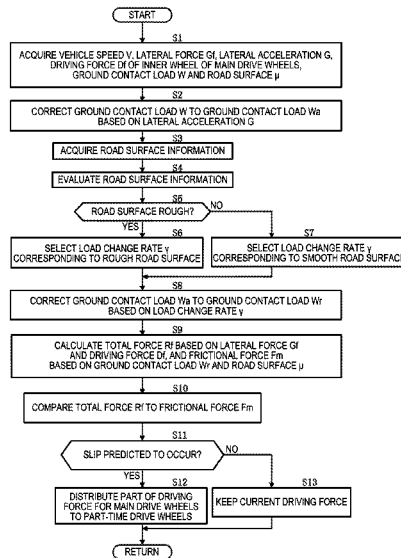 START
S1
ACQUIRE VEHICLE SPEED V, LATERAL FORCE Gf, LATERAL ACCELERATION G,
DRIVING FORCE Df OF INNER WHEEL OF MAIN DRIVE WHEELS,
GROUND CONTACT LOAD W AND ROAD SURFACE μ
S2
CORRECT GROUND CONTACT LOAD W TO GROUND CONTACT LOAD Wa
BASED ON LATERAL ACCELERATION G
S3
ACQUIRE ROAD SURFACE INFORMATION
S4
EVALUATE ROAD SURFACE INFORMATION
S5
ROAD SURFACE ROUGH?
NO
YES
S6
S7
SELECT LOAD CHANGE RATE γ
CORRESPONDING TO ROUGH ROAD SURFACE
SELECT LOAD CHANGE RATE γ
CORRESPONDING TO SMOOTH ROAD SURFACE
S8
CORRECT GROUND CONTACT LOAD Wa TO GROUND CONTACT LOAD Wr
BASED ON LOAD CHANGE RATE γ
S9
CALCULATE TOTAL FORCE Rf BASED ON LATERAL FORCE Gf
AND DRIVING FORCE Df, AND FRICTIONAL FORCE Fm
BASED ON GROUND CONTACT LOAD Wr AND ROAD SURFACE μ
S10
COMPARE TOTAL FORCE Rf TO FRICTIONAL FORCE Fm
S11
SLIP PREDICTED TO OCCUR?
NO
YES
S12
S13
DISTRIBUTE PART OF DRIVING
FORCE FOR MAIN DRIVE WHEELS
TO PART-TIME DRIVE WHEELS
KEEP CURRENT DRIVING FORCE
RETURN